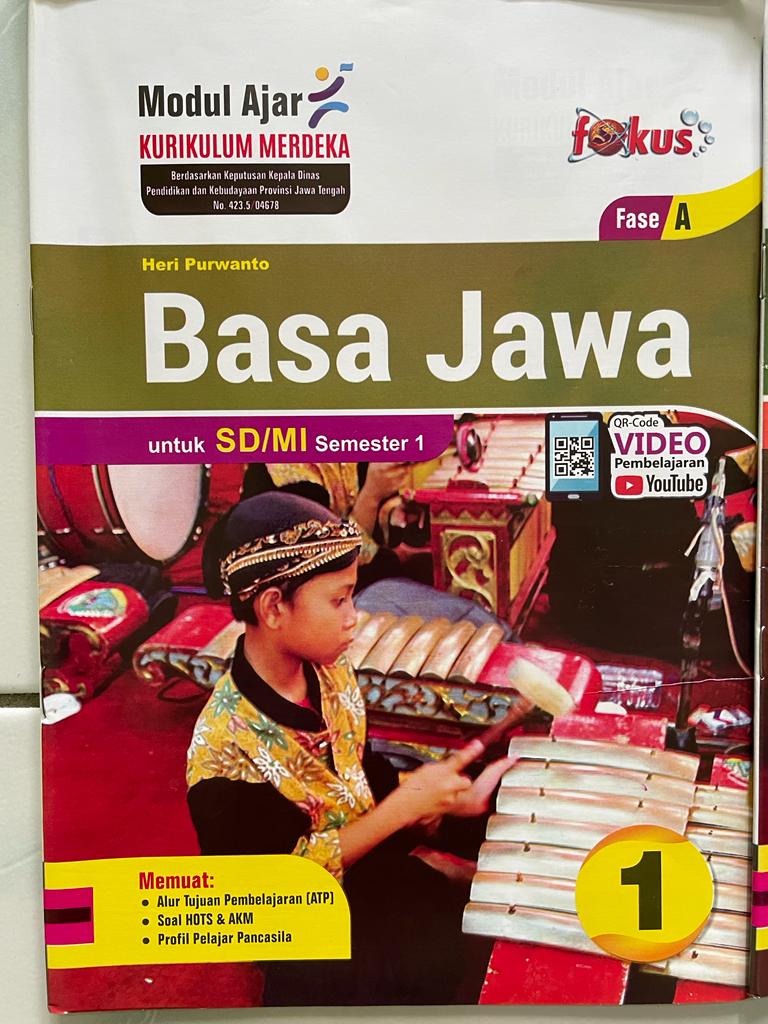 Modul Ajar
KURIKULUM MERDEKA
Berdasarkan Keputusan Kepala Dinas
Pendidikan dan Kebudayaan Provinsi Jawa Tengah
No. 423.5/04678
fokus
Fase A
Heri Purwanto
Basa Jawa
untuk SD/MI Semester 1
QR-Code
VIDEO
Pembelajaran
YouTube
Memuat:
• Alur Tujuan Pembelajaran (ATP)
• Soal HOTS & AKM
• Profil Pelajar Pancasila
1